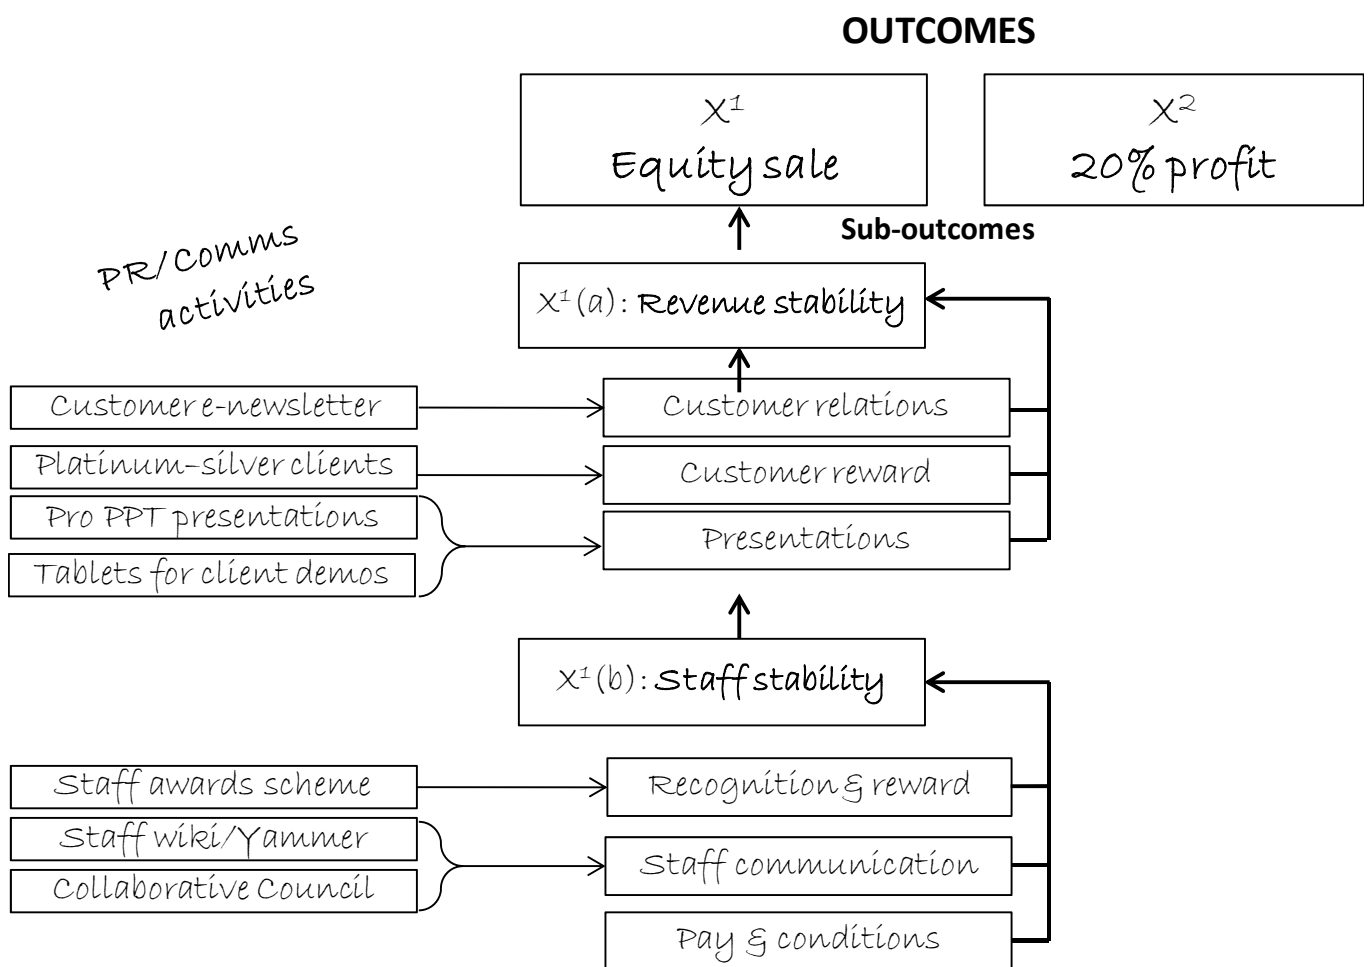 OUTCOMES
X¹
Equity sale
X²
20% profit
Sub-outcomes
PR/Comms
activities
X¹(a): Revenue stability
Customer e-newsletter
Customer relations
Platinum-silver clients
Customer reward
Pro PPT presentations
Presentations
Tablets for client demos
X¹(b): Staff stability
Staff awards scheme
Recognition & reward
Staff wiki/Yammer
Staff communication
Collaborative Council
Pay & conditions